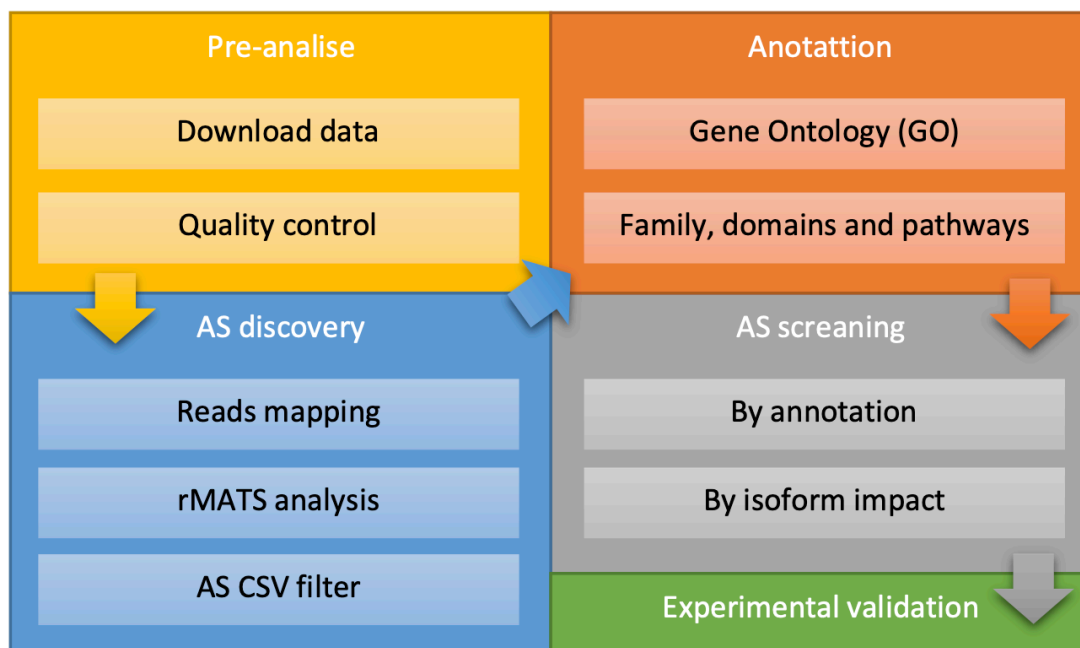 Pre-analise
Download data
Quality control
AS discovery
Reads mapping
rMATS analysis
AS CSV filter
Anotattion
Gene Ontology (GO)
Family, domains and pathways
AS screaning
By annotation
By isoform impact
Experimental validation